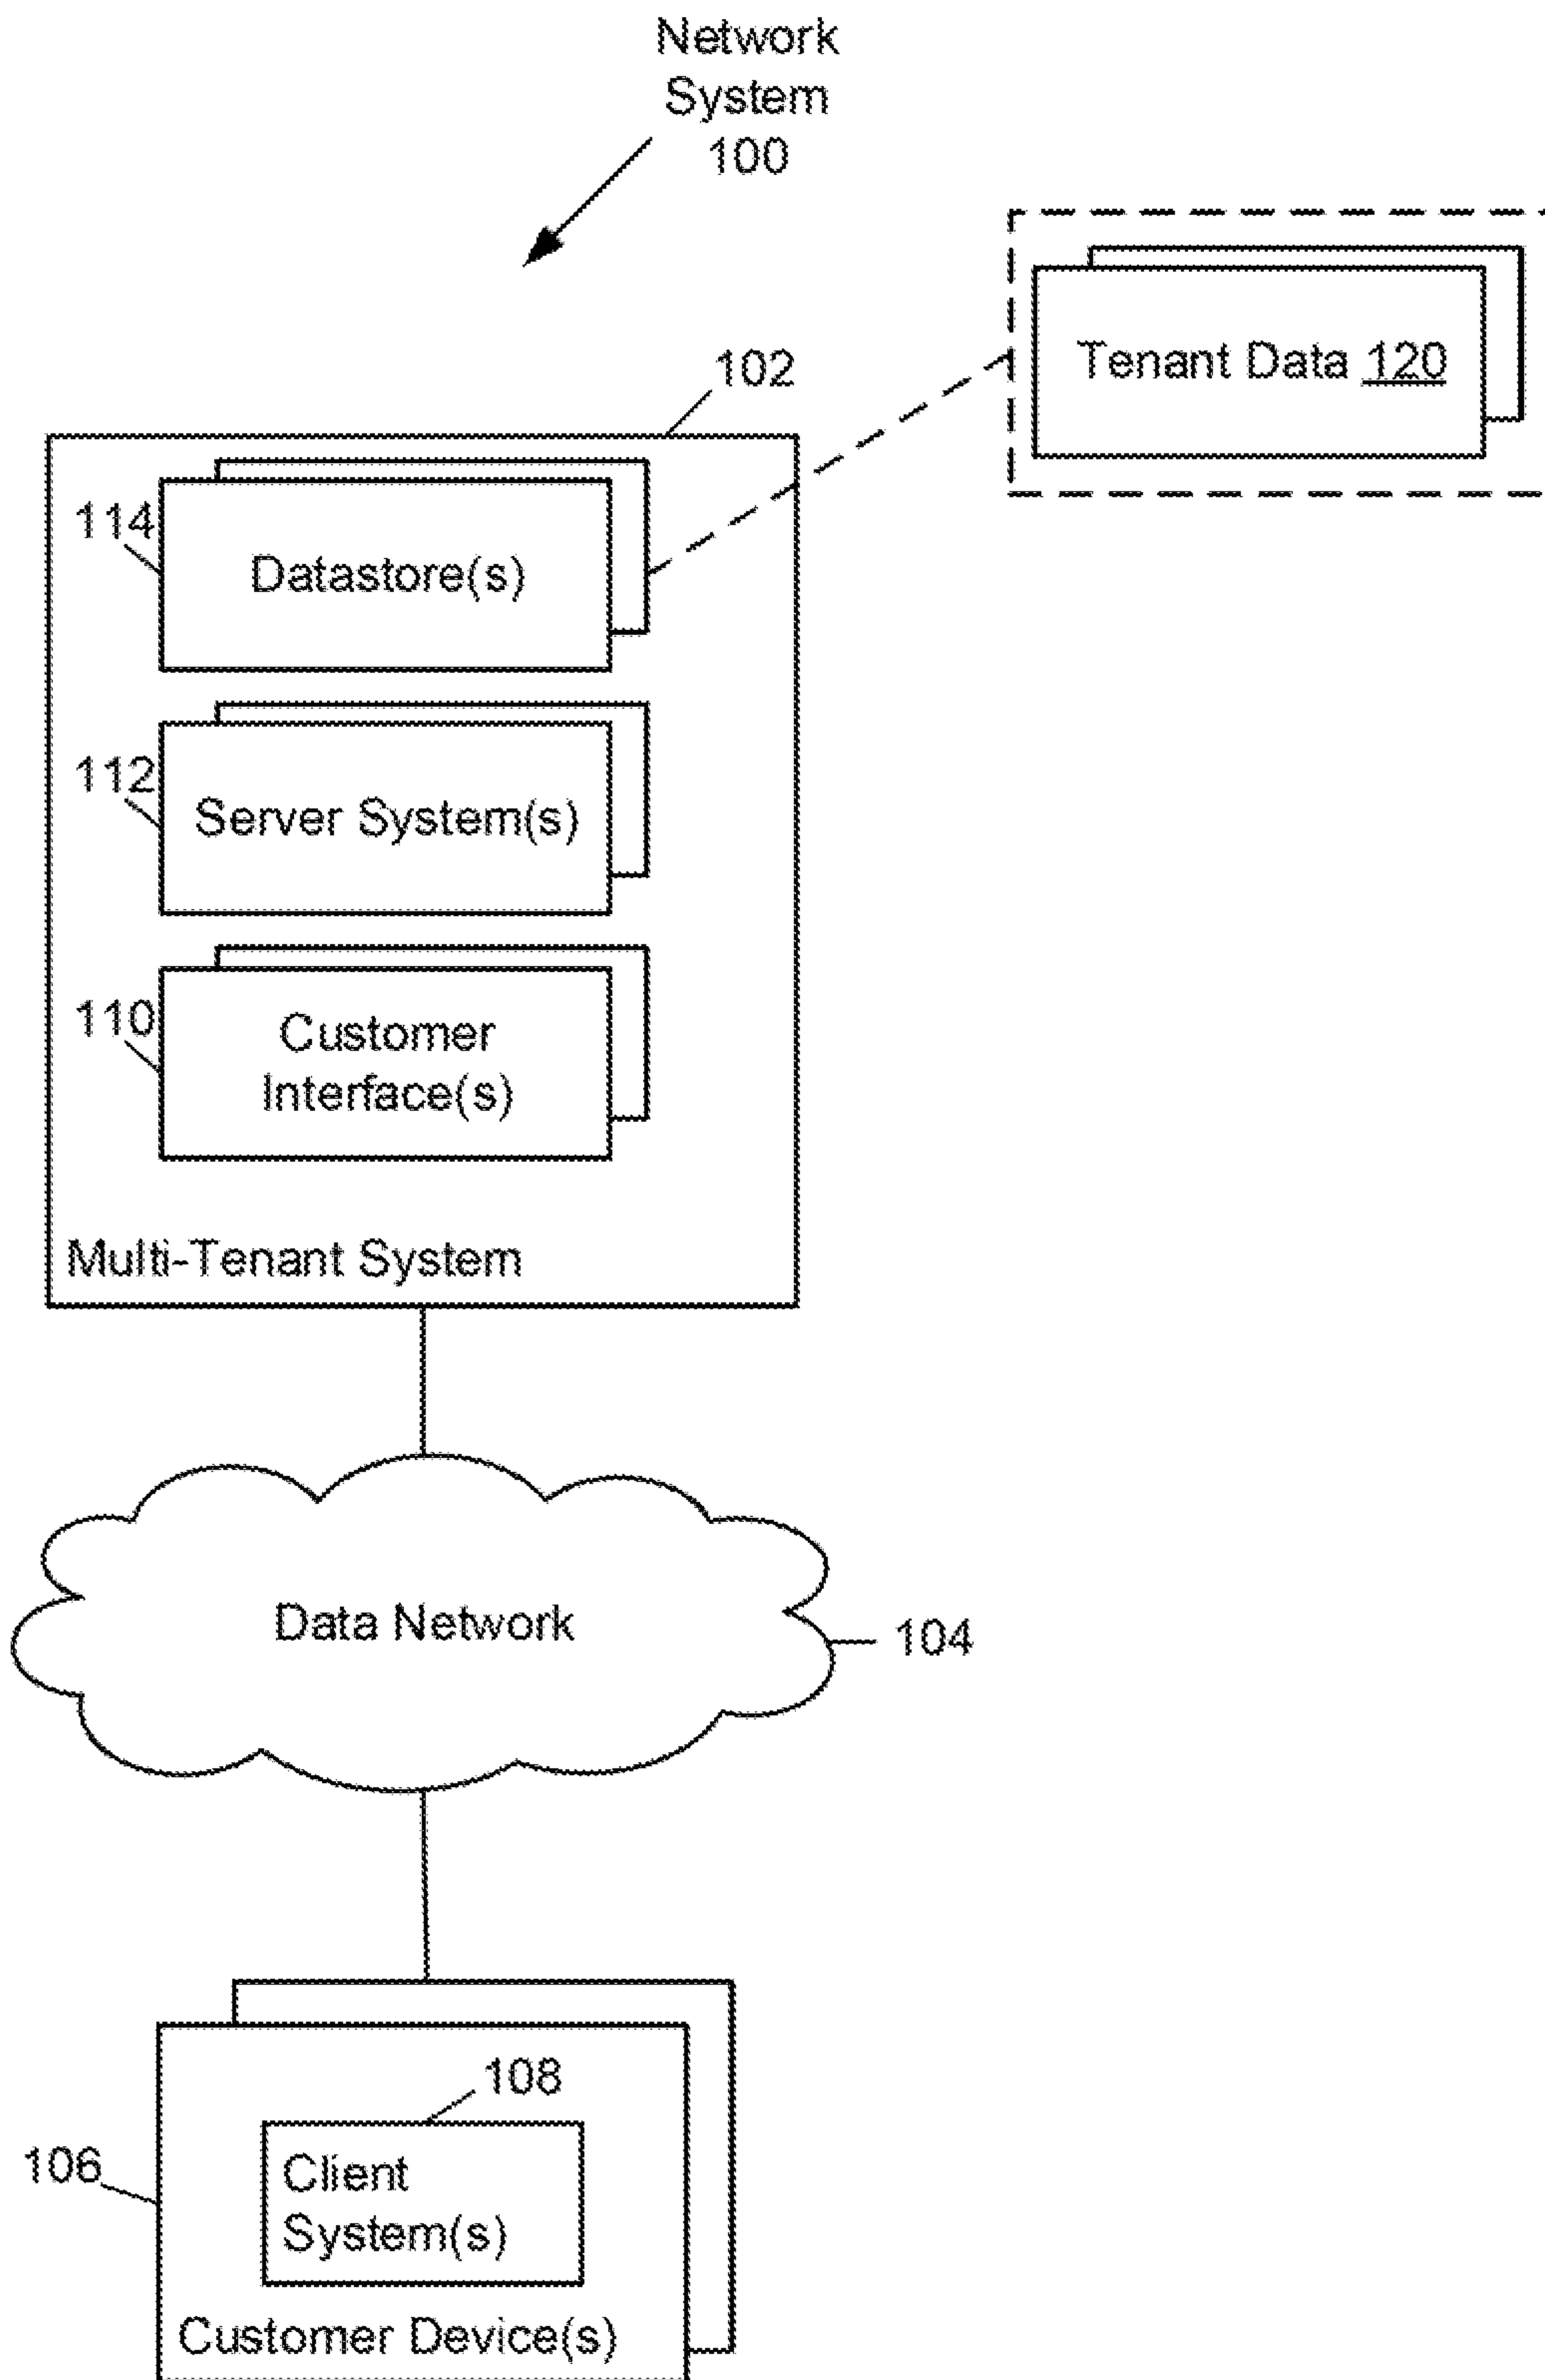 Network
System
100
Tenant Data 120
102
114
Datastore(s)
112
Server System(s)
110
Customer
Interface(s)
Multi-Tenant System
Data Network
104
108
106
Client
System(s)
Customer Device(s)